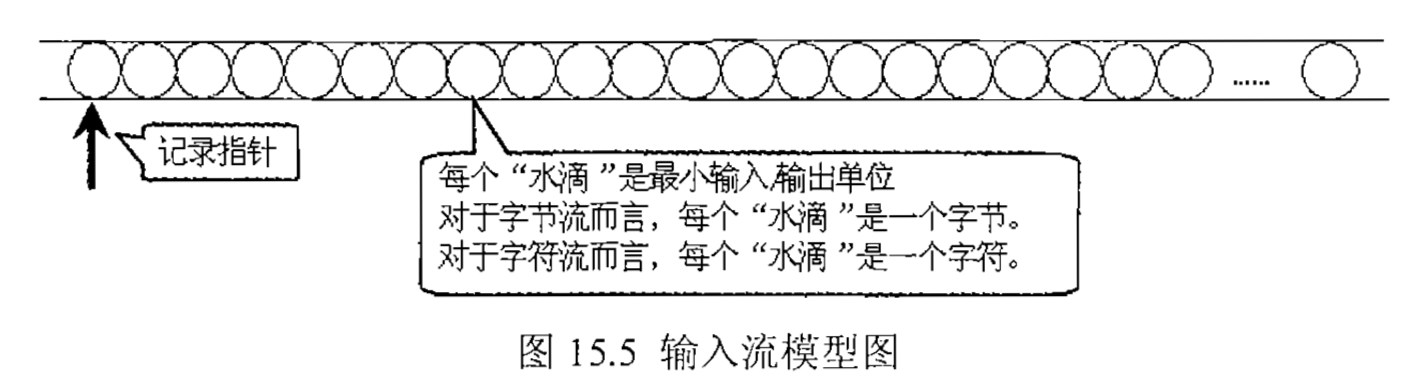 ……
记录指针
每个“水滴”是最小输入/输出单位
对于字节流而言，每个“水滴”是一个字节。
对于字符流而言，每个“水滴”是一个字符。
图 15.5 输入流模型图